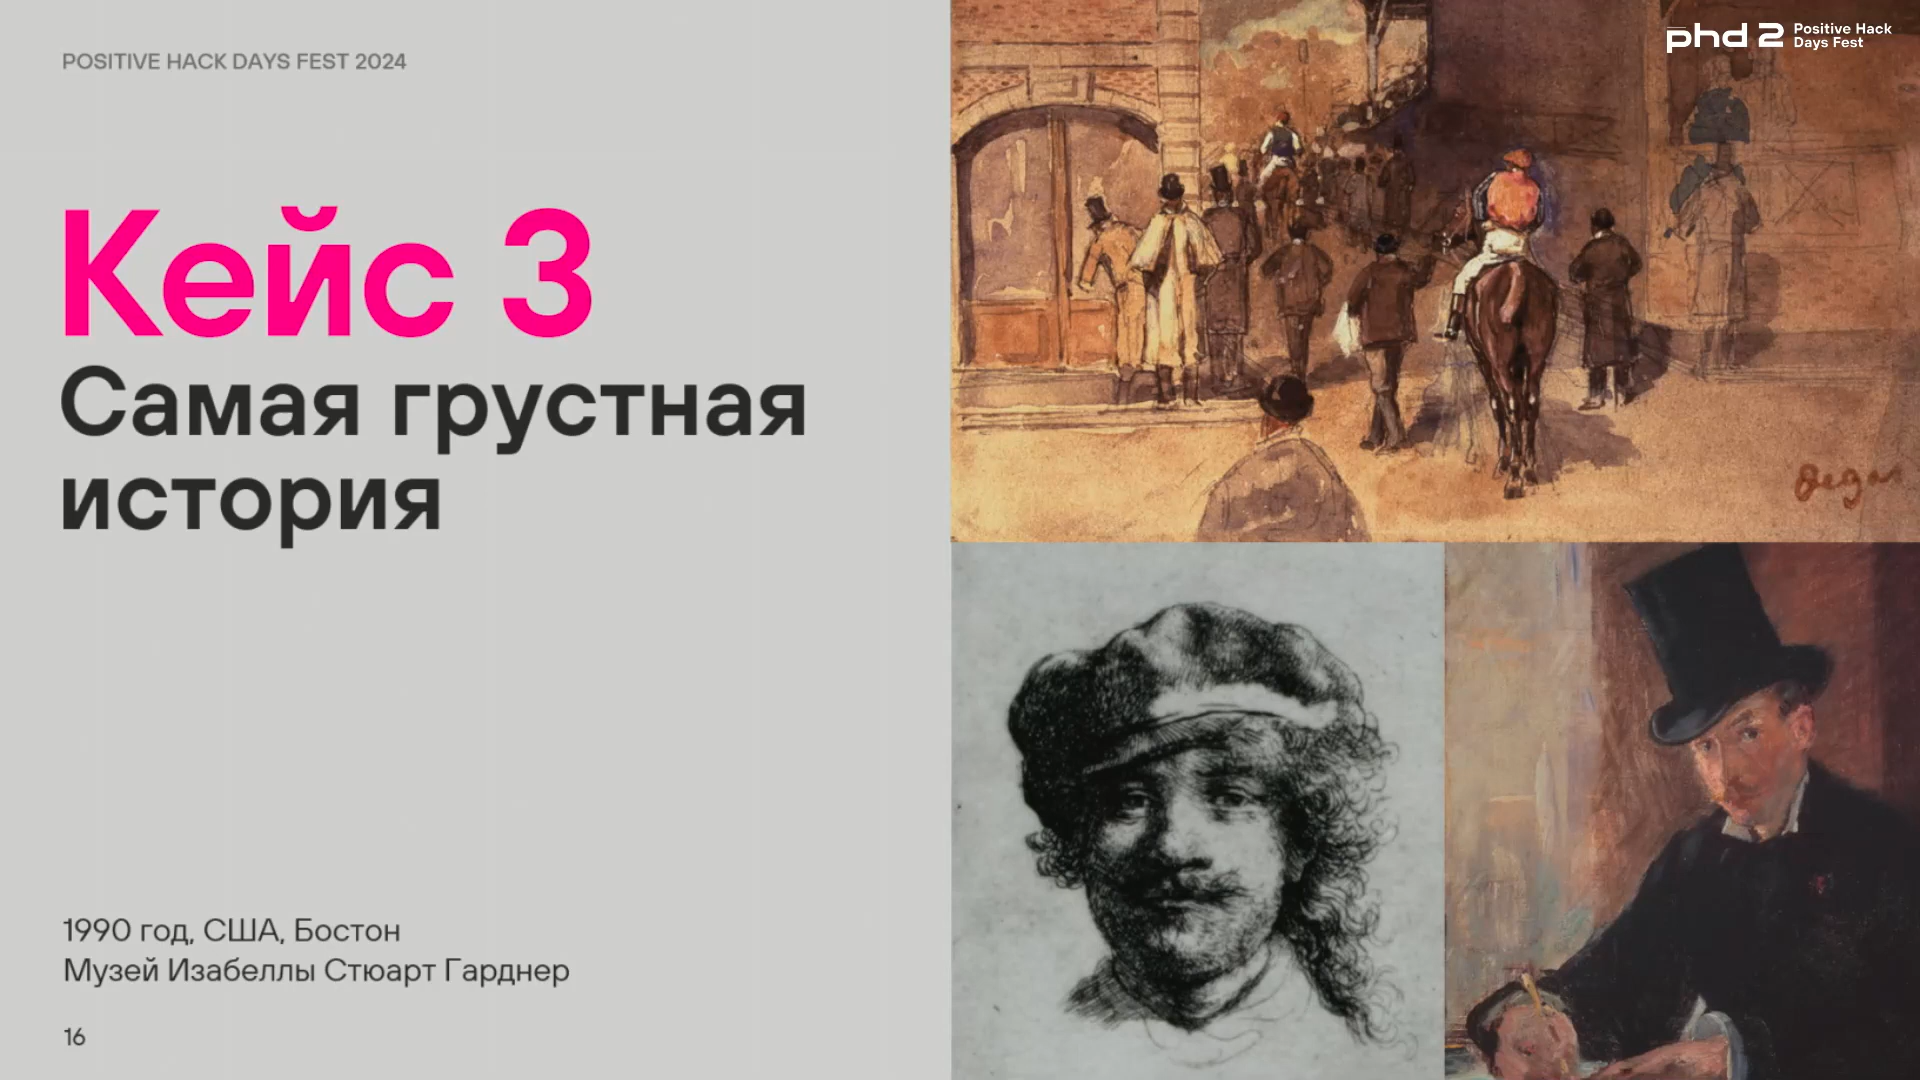 POSITIVE HACK DAYS FEST 2024
phd 2 Positive Hack
Days Fest
Кейс 3
Самая грустная
история
Degas
1990 год, США, Бостон
Музей Изабеллы Стюарт Гарднер
16